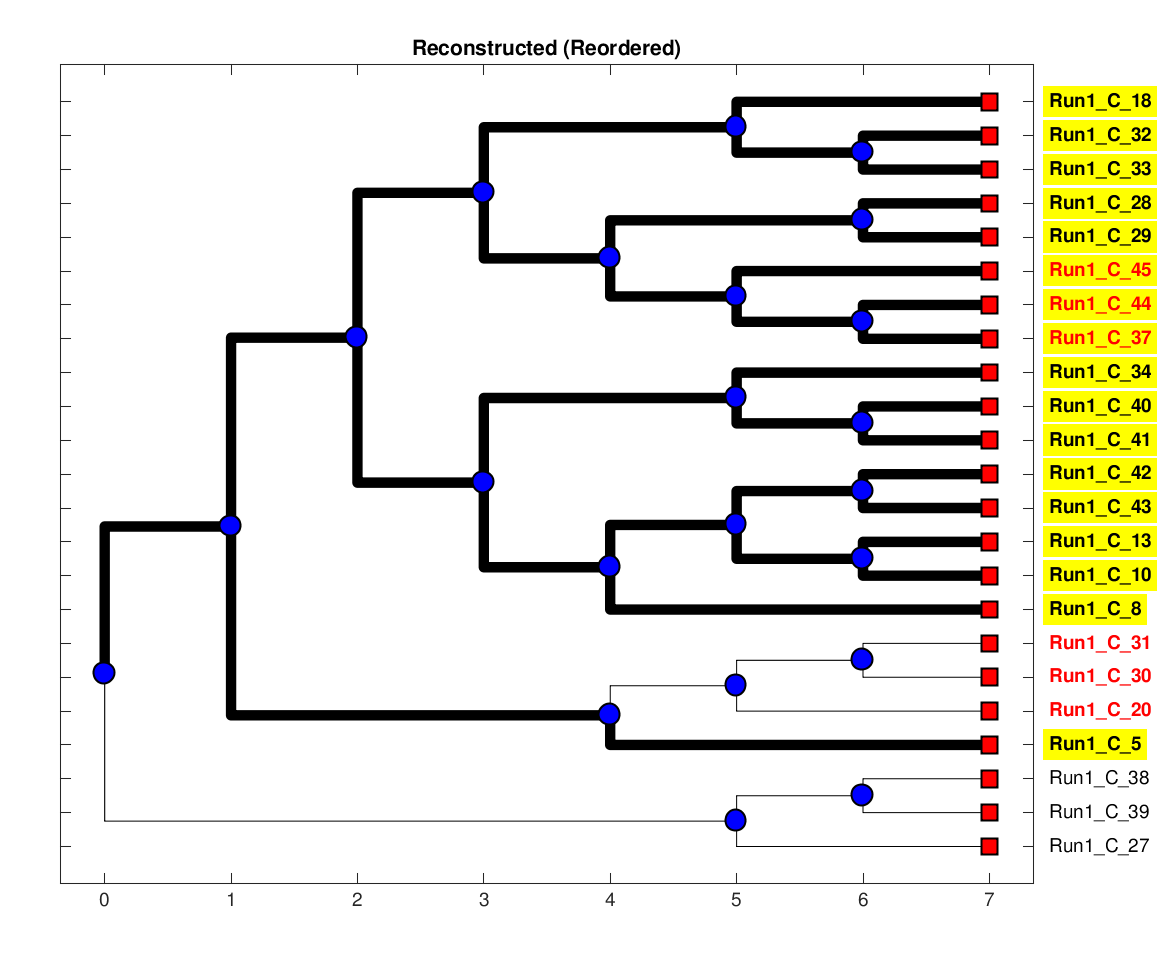 Reconstructed (Reordered)
Run1_C_18
Run1_C_32
Run1_C_33
Run1_C_28
Run1_C_29
Run1_C_45
Run1_C_44
Run1_C_37
Run1_C_34
Run1_C_40
Run1_C_41
Run1_C_42
Run1_C_43
Run1_C_13
Run1_C_10
Run1_C_8
Run1_C_31
Run1_C_30
Run1_C_20
Run1_C_5
Run1_C_38
Run1_C_39
Run1_C_27
0 1 2 3 4 5 6 7